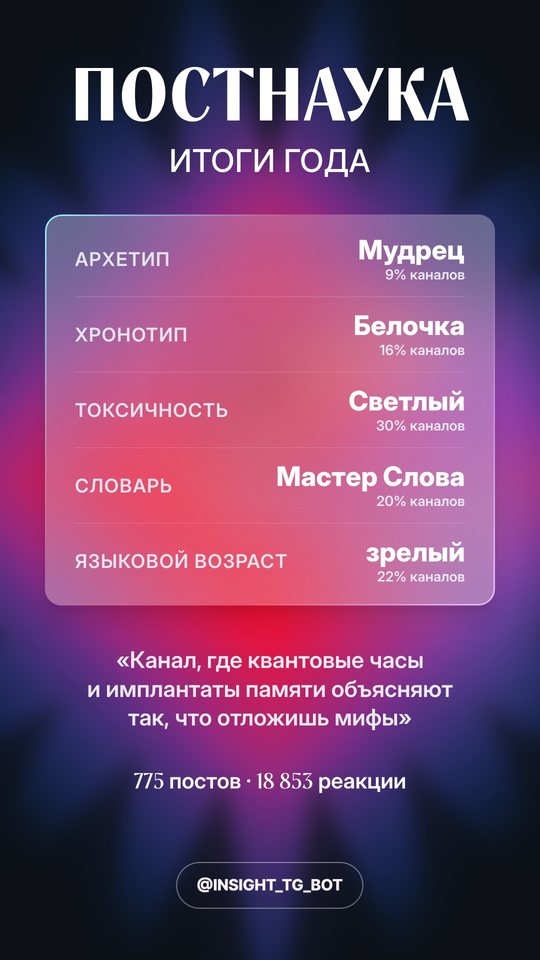 ПОСТНАУКА
ИТОГИ ГОДА
АРХЕТИП
Мудрец
9% каналов
ХРОНОТИП
Белочка
16% каналов
ТОКСИЧНОСТЬ
Светлый
30% каналов
СЛОВАРЬ
Мастер Слова
20% каналов
ЯЗЫКОВОЙ ВОЗРАСТ
зрелый
22% каналов
«Канал, где квантовые часы
и имплантаты памяти объясняют
так, что отложишь мифы»
775 постов · 18 853 реакции
@INSIGHT_TG_BOT